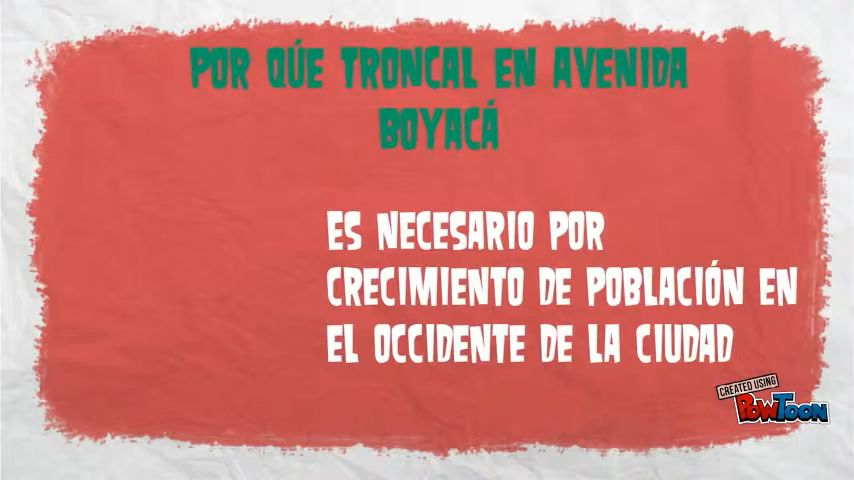 POR QÚE TRONCAL EN AVENIDA
BOYACÁ
ES NECESARIO POR
CRECIMIENTO DE POBLACIÓN EN
EL OCCIDENTE DE LA CIUDAD
CREATED USING
POWTOON